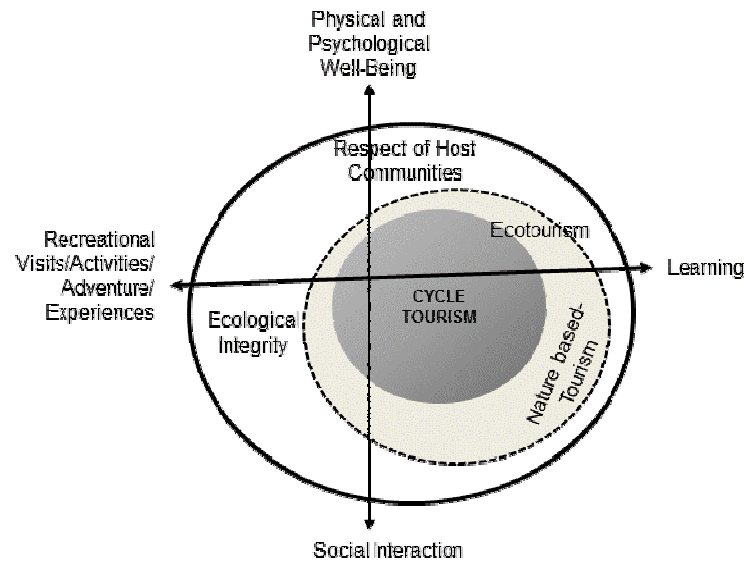 Physical and
Psychological
Well-Being
Respect of Host
Communities
Ecotourism
Recreational
Visits/Activities/
Adventure/
Experiences
Learning
CYCLE
TOURISM
Ecological
Integrity
Nature based-
Tourism
Social Interaction